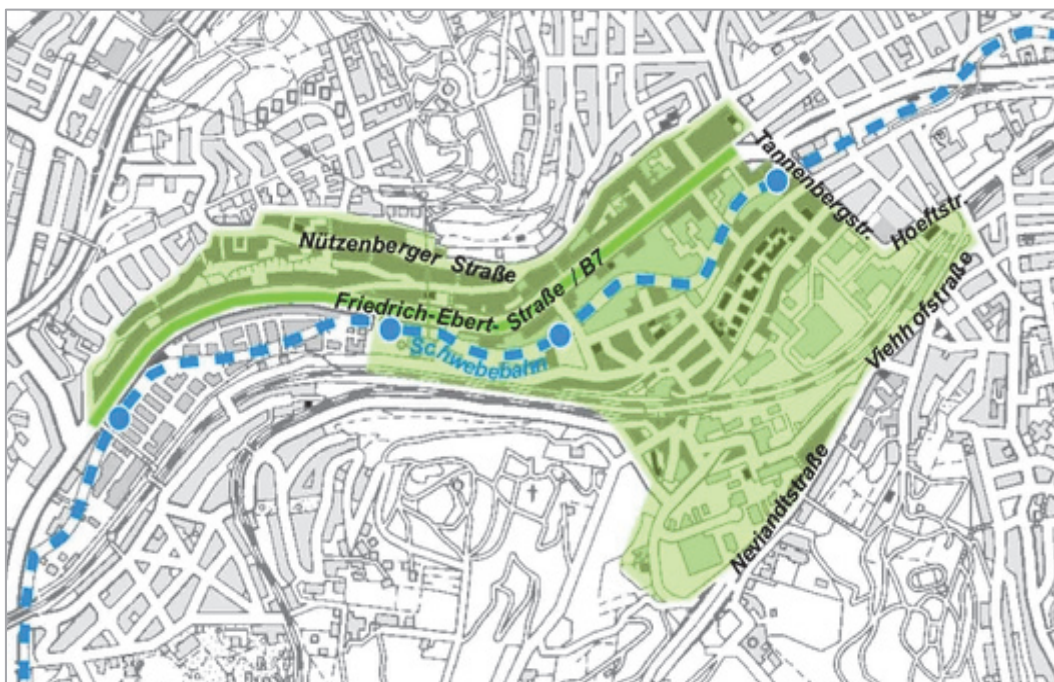 Tannenbergstr.
Hoeftstr.
Nützenberger Straße
Friedrich-Ebert- Straße / B7
Viehhofstraße
Schwebebahn
Neviandtstraße